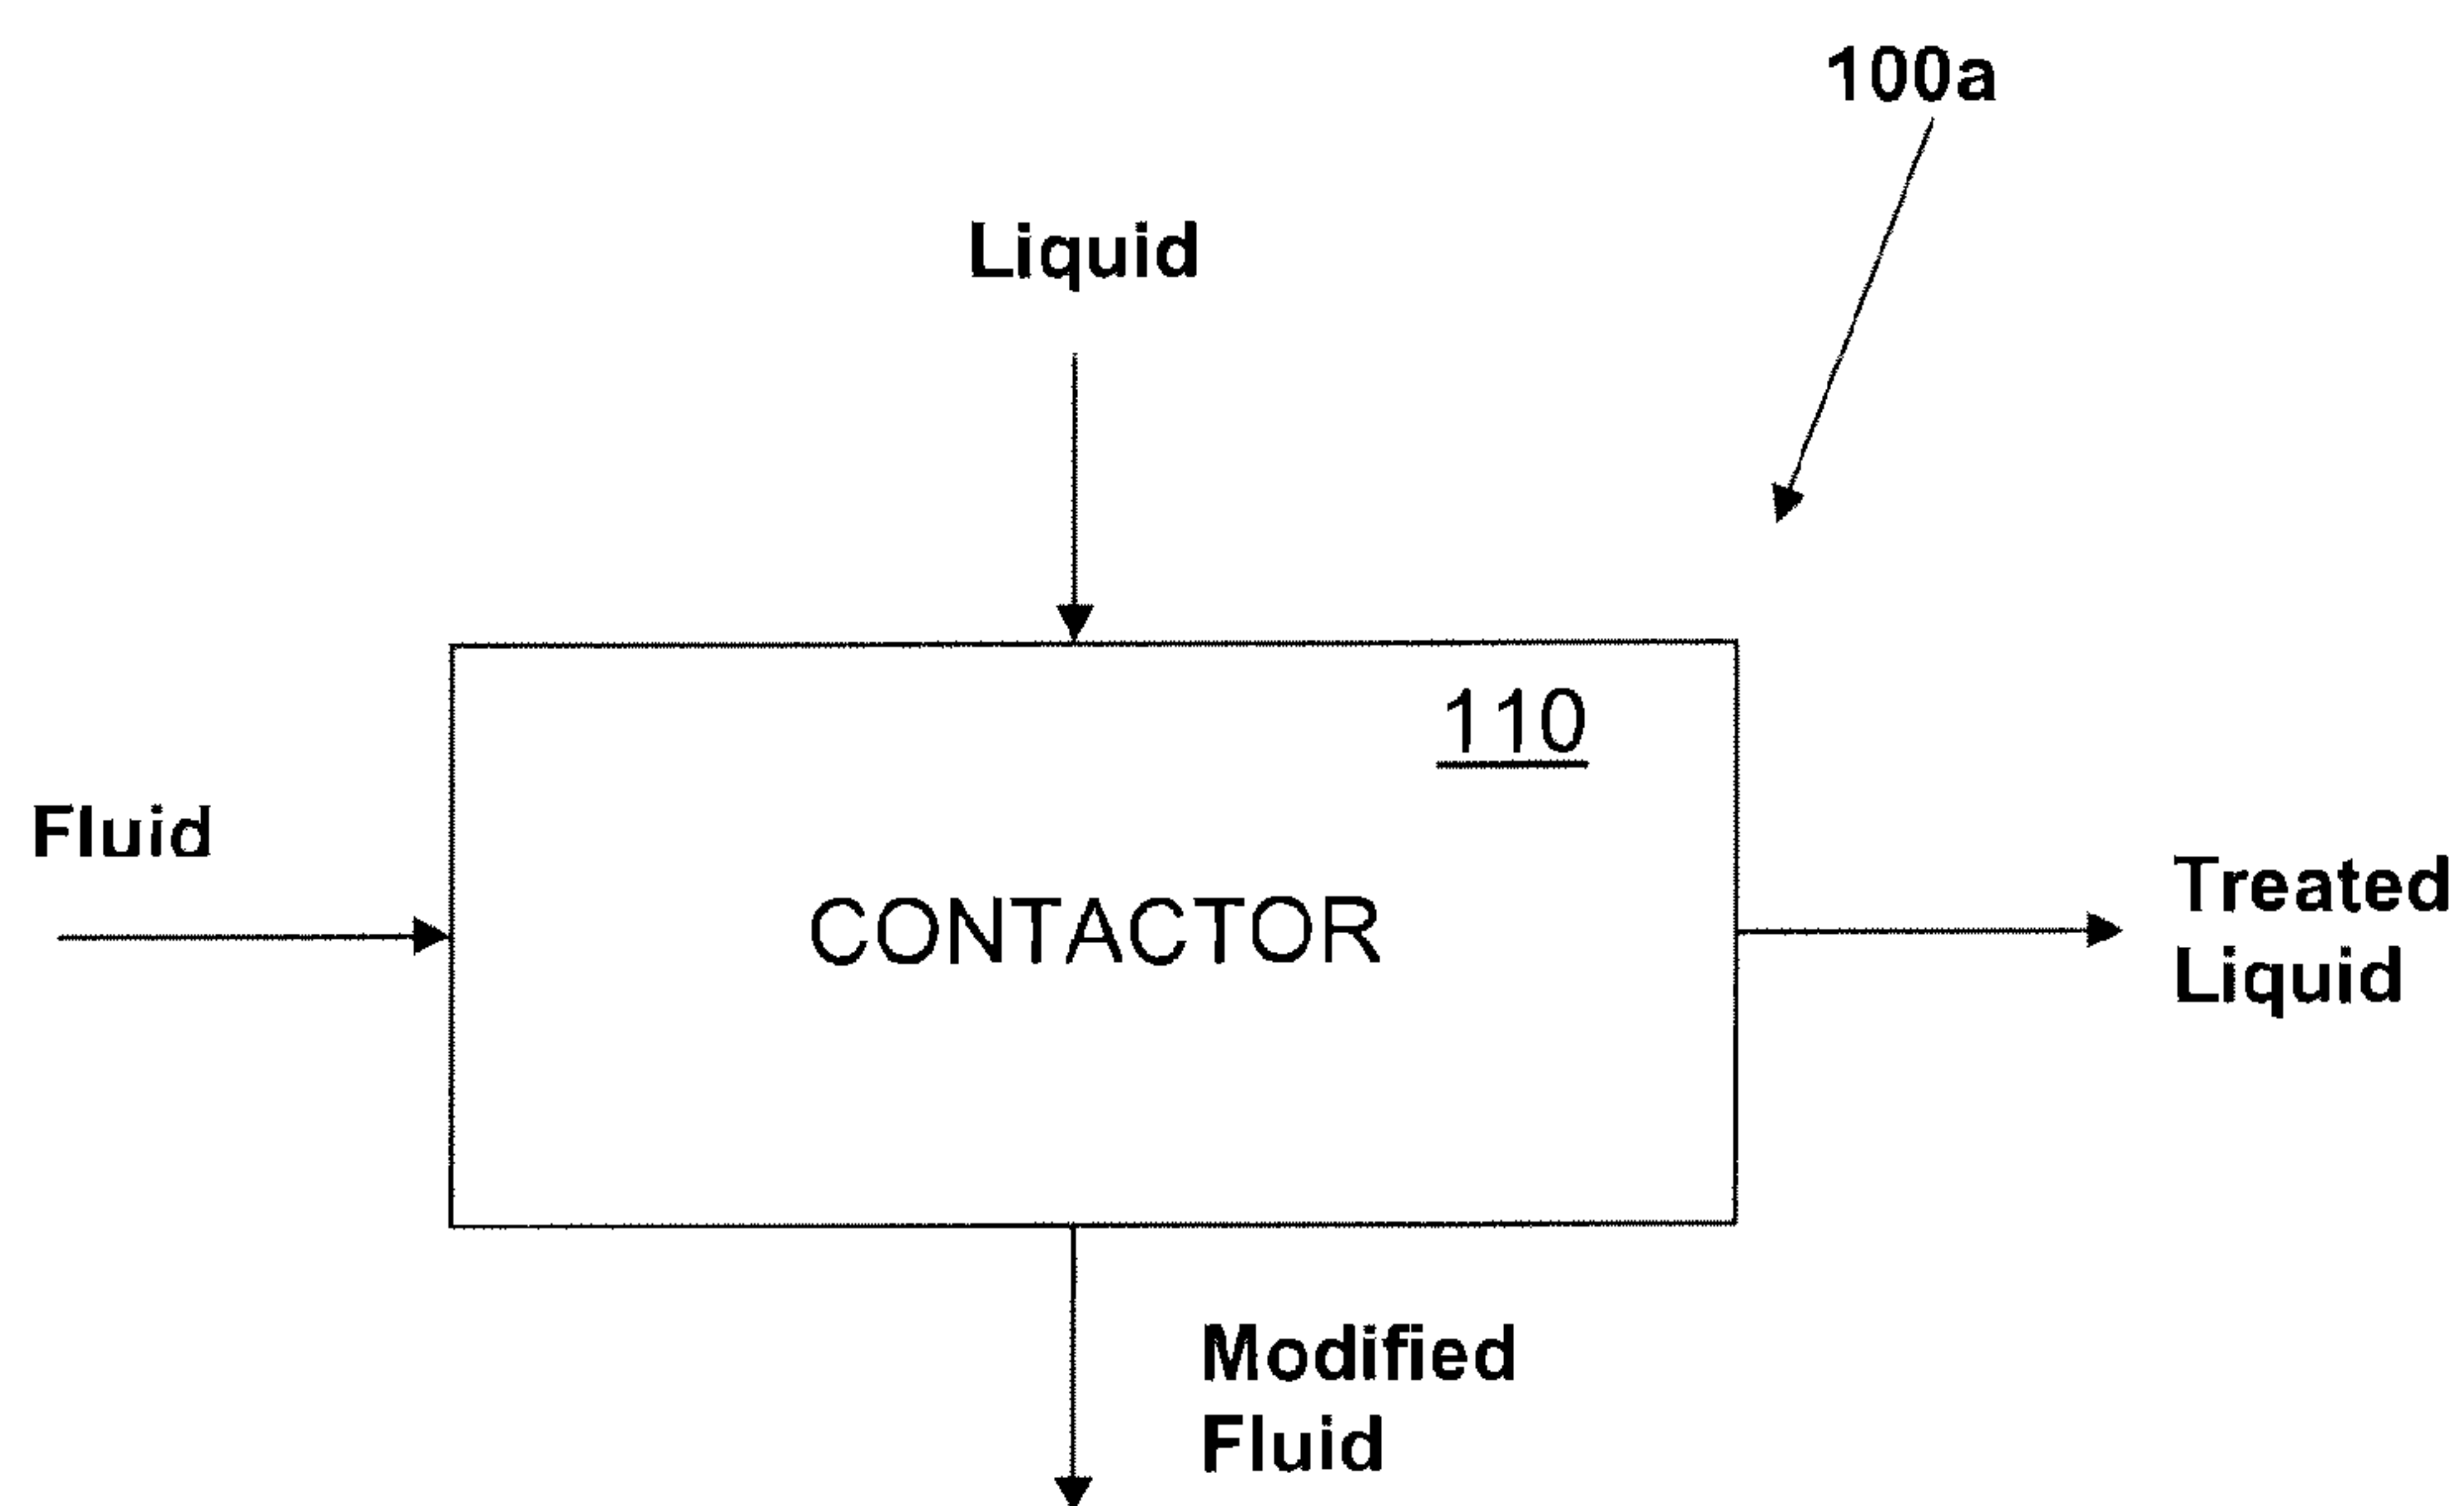 100a
Liquid
110
Fluid
CONTACTOR
Treated
Liquid
Modified
Fluid